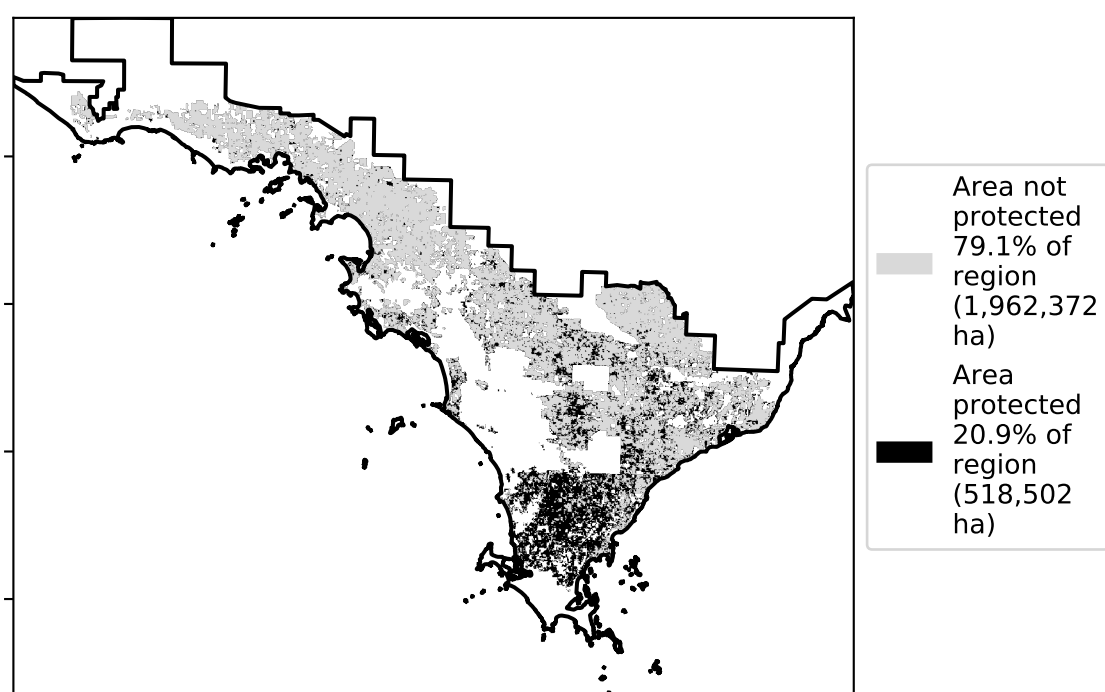 Area not
protected
79.1% of
region
(1,962,372
ha)
Area
protected
20.9% of
region
(518,502
ha)